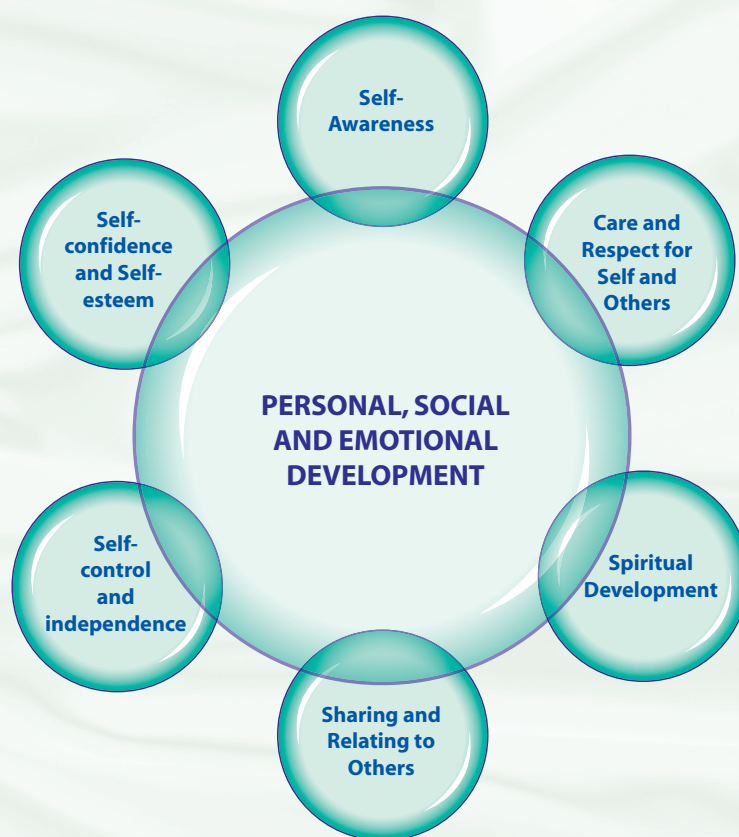 Self-
Awareness
Care and
Respect for
Self and
Others
Spiritual
Development
Sharing and
Relating to
Others
Self-
control
and
independence
Self-
confidence
and Self-
esteem
PERSONAL, SOCIAL
AND EMOTIONAL
DEVELOPMENT